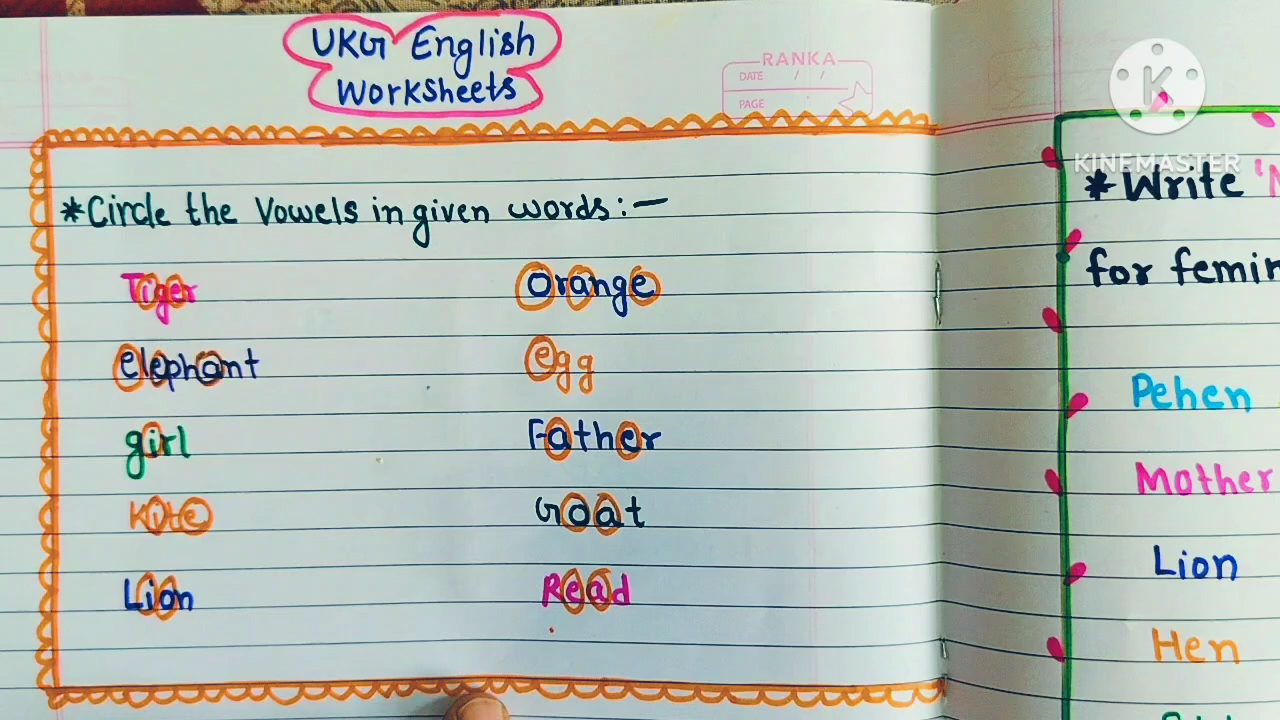 UKG English
Worksheets
RANKA
DATE / /
PAGE
*Circle the Vowels in given words:-
Tiger Orange
elephant Egg
girl Father
Kite Goat
Lion Read
K
KINEMASTER
*Write 'M
for femin
Pehen
Mother
Lion
Hen